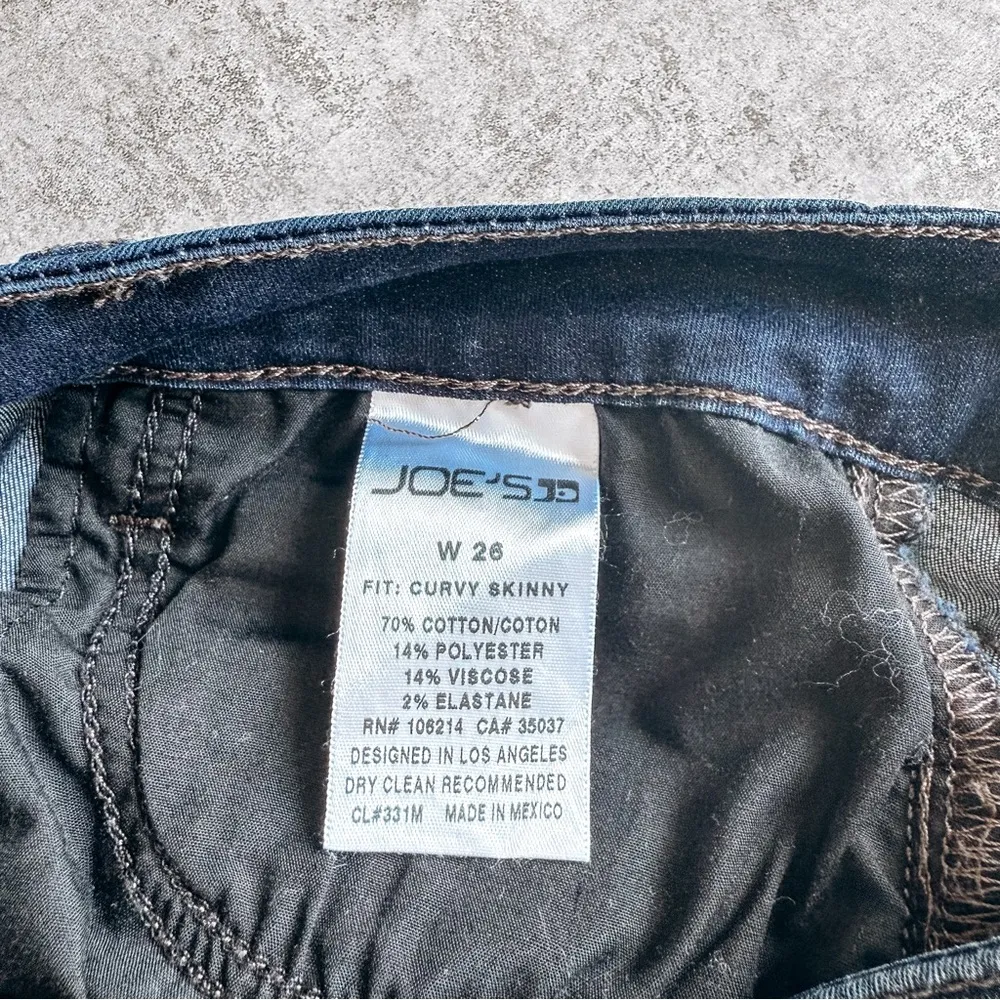 JOE'S JD
W 26
FIT: CURVY SKINNY
70% COTTON/COTON
14% POLYESTER
14% VISCOSE
2% ELASTANE
RN# 106214 CA# 35037
DESIGNED IN LOS ANGELES
DRY CLEAN RECOMMENDED
CL#331M MADE IN MEXICO